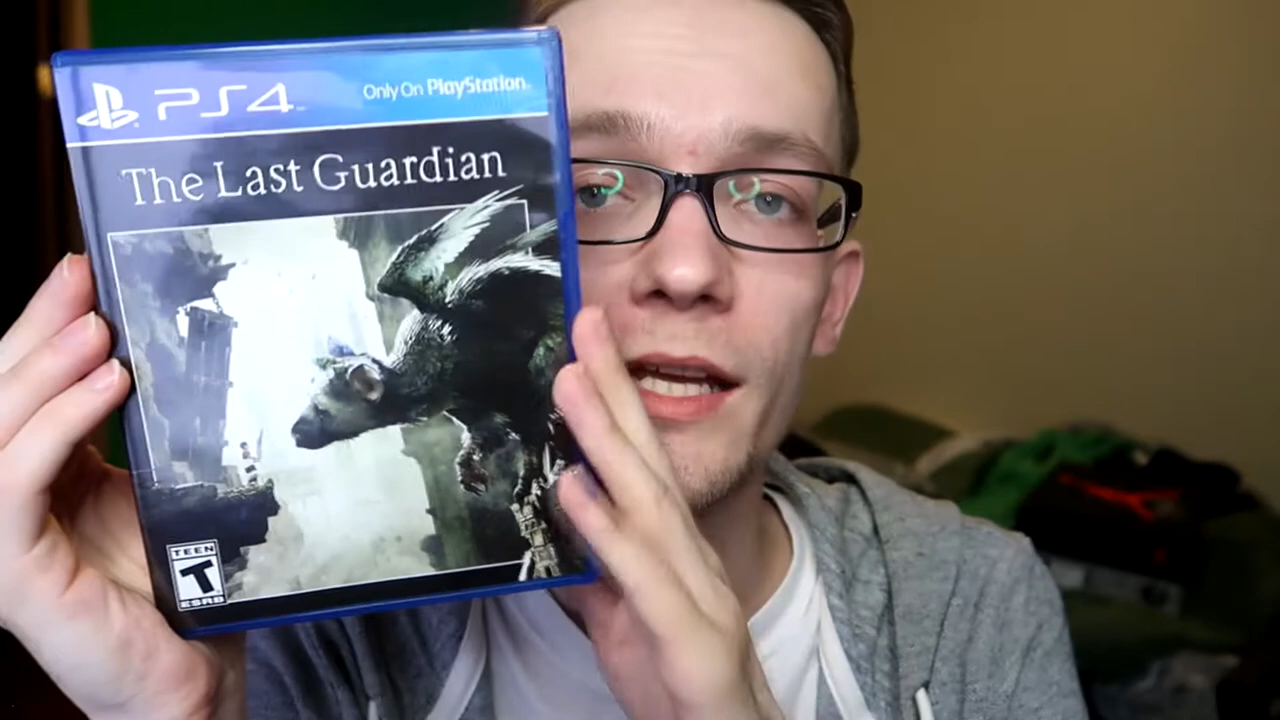 PS4
Only On PlayStation
The Last Guardian
TEEN
T
ESRB